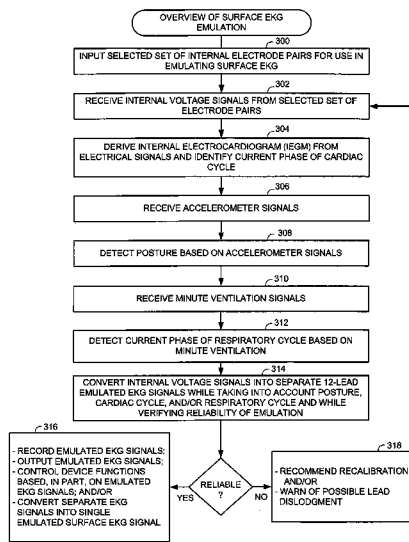 OVERVIEW OF SURFACE EKG
EMULATION
300
INPUT SELECTED SET OF INTERNAL ELECTRODE PAIRS FOR USE IN
EMULATING SURFACE EKG
302
RECEIVE INTERNAL VOLTAGE SIGNALS FROM SELECTED SET OF
ELECTRODE PAIRS
304
DERIVE INTERNAL ELECTROCARDIOGRAM (IEGM) FROM
ELECTRICAL SIGNALS AND IDENTIFY CURRENT PHASE OF CARDIAC
CYCLE
306
RECEIVE ACCELEROMETER SIGNALS
308
DETECT POSTURE BASED ON ACCELEROMETER SIGNALS
310
RECEIVE MINUTE VENTILATION SIGNALS
312
DETECT CURRENT PHASE OF RESPIRATORY CYCLE BASED ON
MINUTE VENTILATION
314
CONVERT INTERNAL VOLTAGE SIGNALS INTO SEPARATE 12-LEAD
EMULATED EKG SIGNALS WHILE TAKING INTO ACCOUNT POSTURE,
CARDIAC CYCLE, AND/OR RESPIRATORY CYCLE AND WHILE
VERIFYING RELIABILITY OF EMULATION
316
- RECORD EMULATED EKG SIGNALS;
- OUTPUT EMULATED EKG SIGNALS;
- CONTROL DEVICE FUNCTIONS
BASED, IN PART, ON EMULATED
EKG SIGNALS; AND/OR
- CONVERT SEPARATE EKG
SIGNALS INTO SINGLE
EMULATED SURFACE EKG SIGNAL
YES
RELIABLE
?
NO
318
- RECOMMEND RECALIBRATION
AND/OR
- WARN OF POSSIBLE LEAD
DISLODGMENT